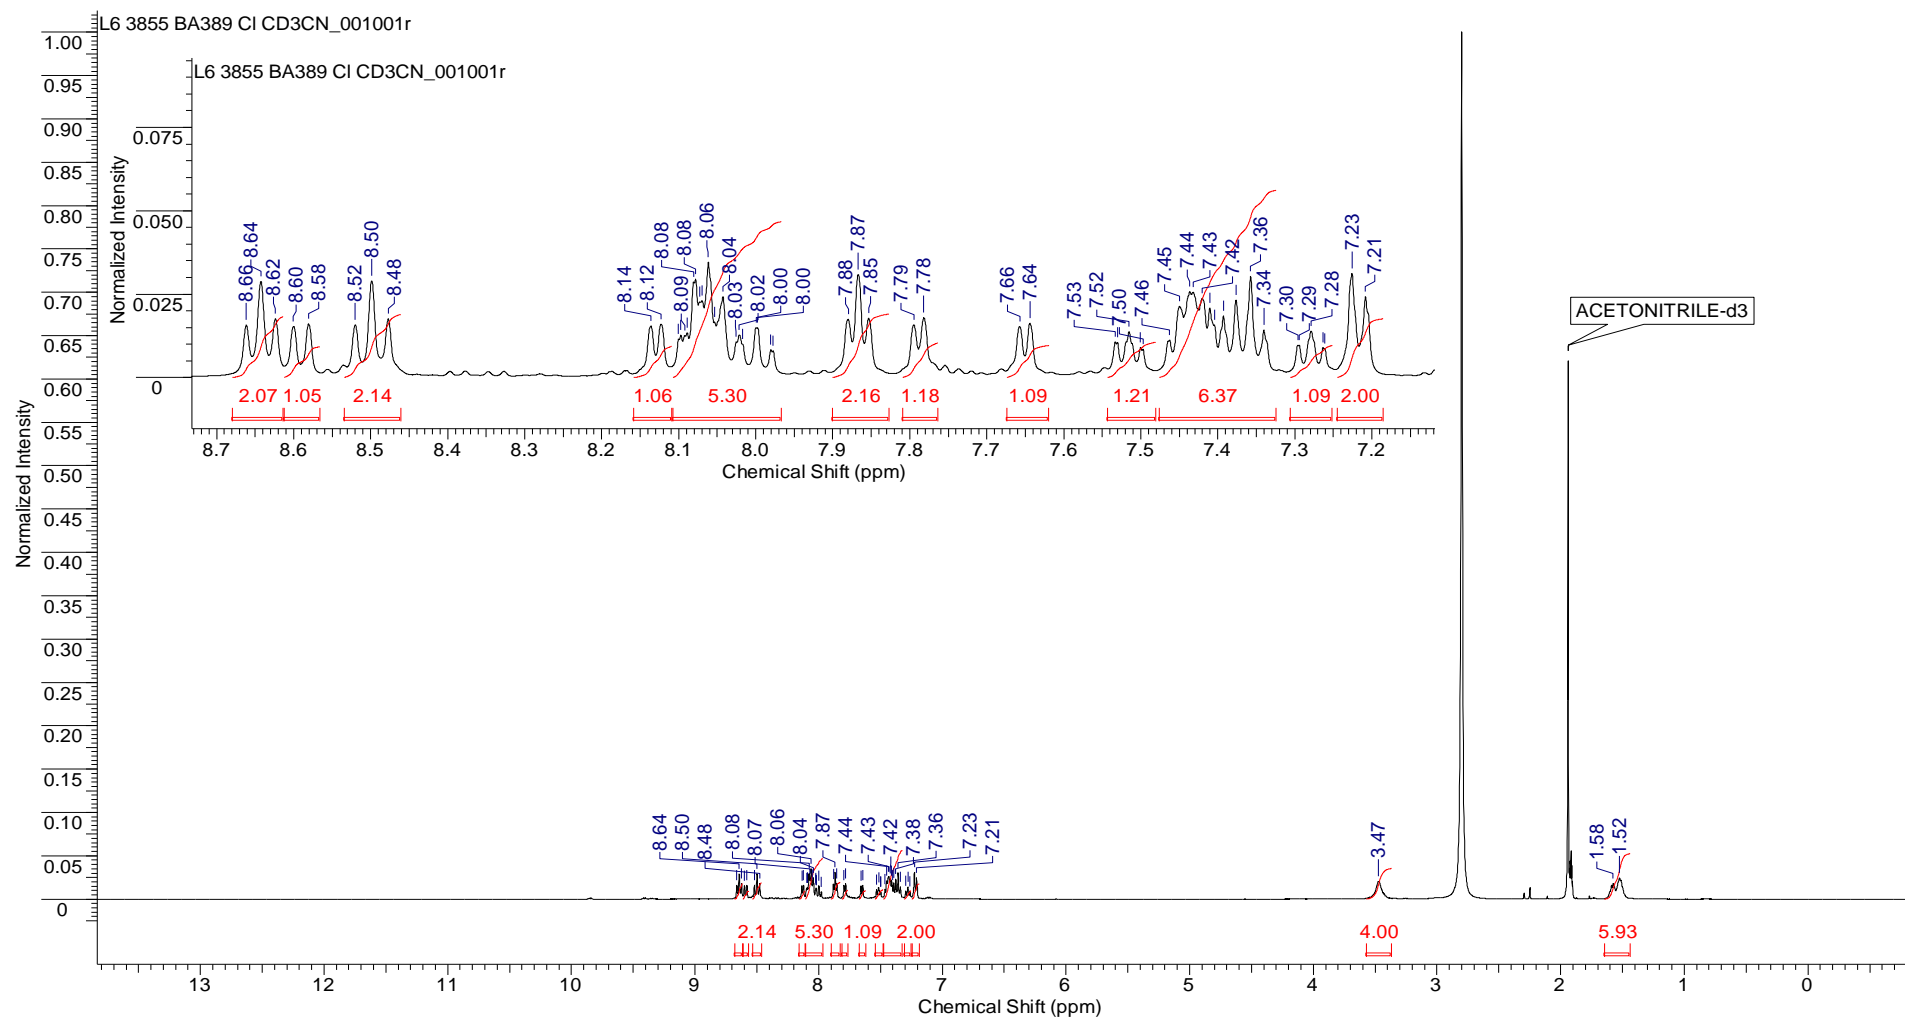 L6 3855 BA389 Cl CD3CN_001001r
L6 3855 BA389 Cl CD3CN_001001r
1.00
0.95
0.90
0.85
0.80
0.75
0.70
0.65
0.60
0.55
0.50
0.45
0.40
0.35
0.30
0.25
0.20
0.15
0.10
0.05
0
Normalized Intensity
0.075
0.050
0.025
0
Normalized Intensity
8.66 8.64 8.62 8.60 8.58 8.52 8.50 8.48 8.14 8.12 8.08 8.09 8.08 8.06 8.04 8.03 8.02 8.00 8.00 7.88 7.87 7.85 7.79 7.78 7.66 7.64 7.53 7.52 7.50 7.46 7.45 7.44 7.43 7.42 7.36 7.34 7.30 7.29 7.28 7.23 7.21
2.07 1.05 2.14 1.06 5.30 2.16 1.18 1.09 1.21 6.37 1.09 2.00
8.7 8.6 8.5 8.4 8.3 8.2 8.1 8.0 7.9 7.8 7.7 7.6 7.5 7.4 7.3 7.2
Chemical Shift (ppm)
ACETONITRILE-d3
8.64 8.50 8.48 8.08 8.07 8.06 8.04 7.87 7.44 7.43 7.42 7.38 7.36 7.23 7.21 3.47 1.58 1.52
2.14 5.30 1.09 2.00 4.00 5.93
13 12 11 10 9 8 7 6 5 4 3 2 1 0
Chemical Shift (ppm)